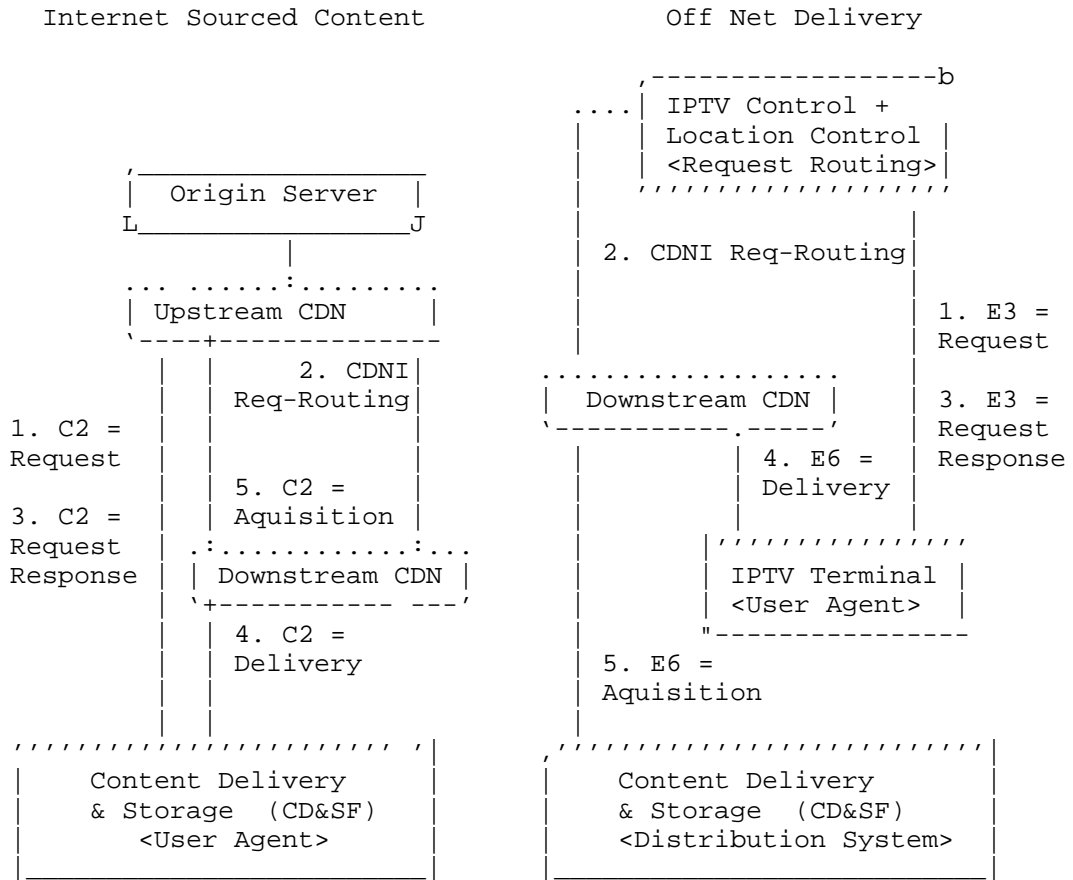 Internet Sourced Content
Off Net Delivery
IPTV Control +
Location Control
<Request Routing>
Origin Server
2. CDNI Req-Routing
Upstream CDN
1. E3 =
Request
2. CDNI
Req-Routing
Downstream CDN
3. E3 =
Request
Response
1. C2 =
Request
4. E6 =
Delivery
5. C2 =
Aquisition
3. C2 =
Request
Response
Downstream CDN
IPTV Terminal
<User Agent>
4. C2 =
Delivery
5. E6 =
Aquisition
Content Delivery
& Storage (CD&SF)
<User Agent>
Content Delivery
& Storage (CD&SF)
<Distribution System>